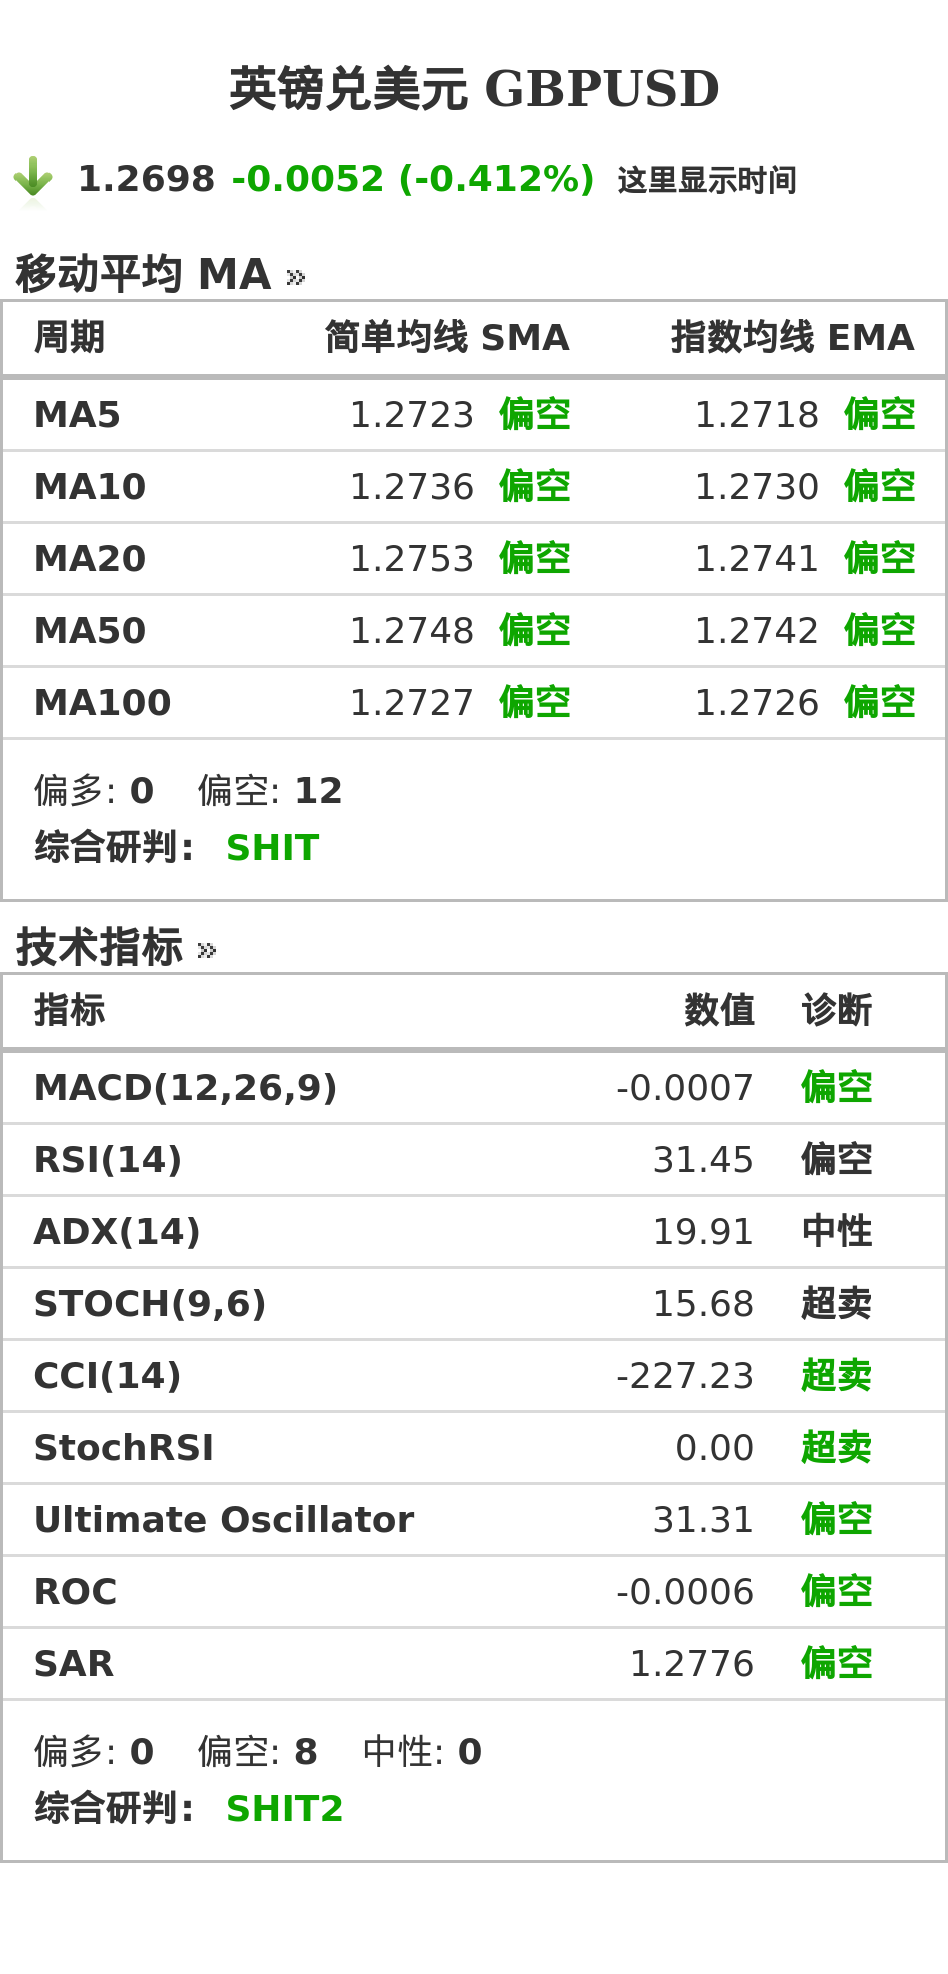 英镑兑美元 GBPUSD
1.2698 -0.0052 (-0.412%) 这里显示时间
移动平均 MA »
周期 简单均线 SMA 指数均线 EMA
MA5 1.2723 偏空 1.2718 偏空
MA10 1.2736 偏空 1.2730 偏空
MA20 1.2753 偏空 1.2741 偏空
MA50 1.2748 偏空 1.2742 偏空
MA100 1.2727 偏空 1.2726 偏空
偏多: 0 偏空: 12
综合研判: SHIT
技术指标 »
指标 数值 诊断
MACD(12,26,9) -0.0007 偏空
RSI(14) 31.45 偏空
ADX(14) 19.91 中性
STOCH(9,6) 15.68 超卖
CCI(14) -227.23 超卖
StochRSI 0.00 超卖
Ultimate Oscillator 31.31 偏空
ROC -0.0006 偏空
SAR 1.2776 偏空
偏多: 0 偏空: 8 中性: 0
综合研判: SHIT2